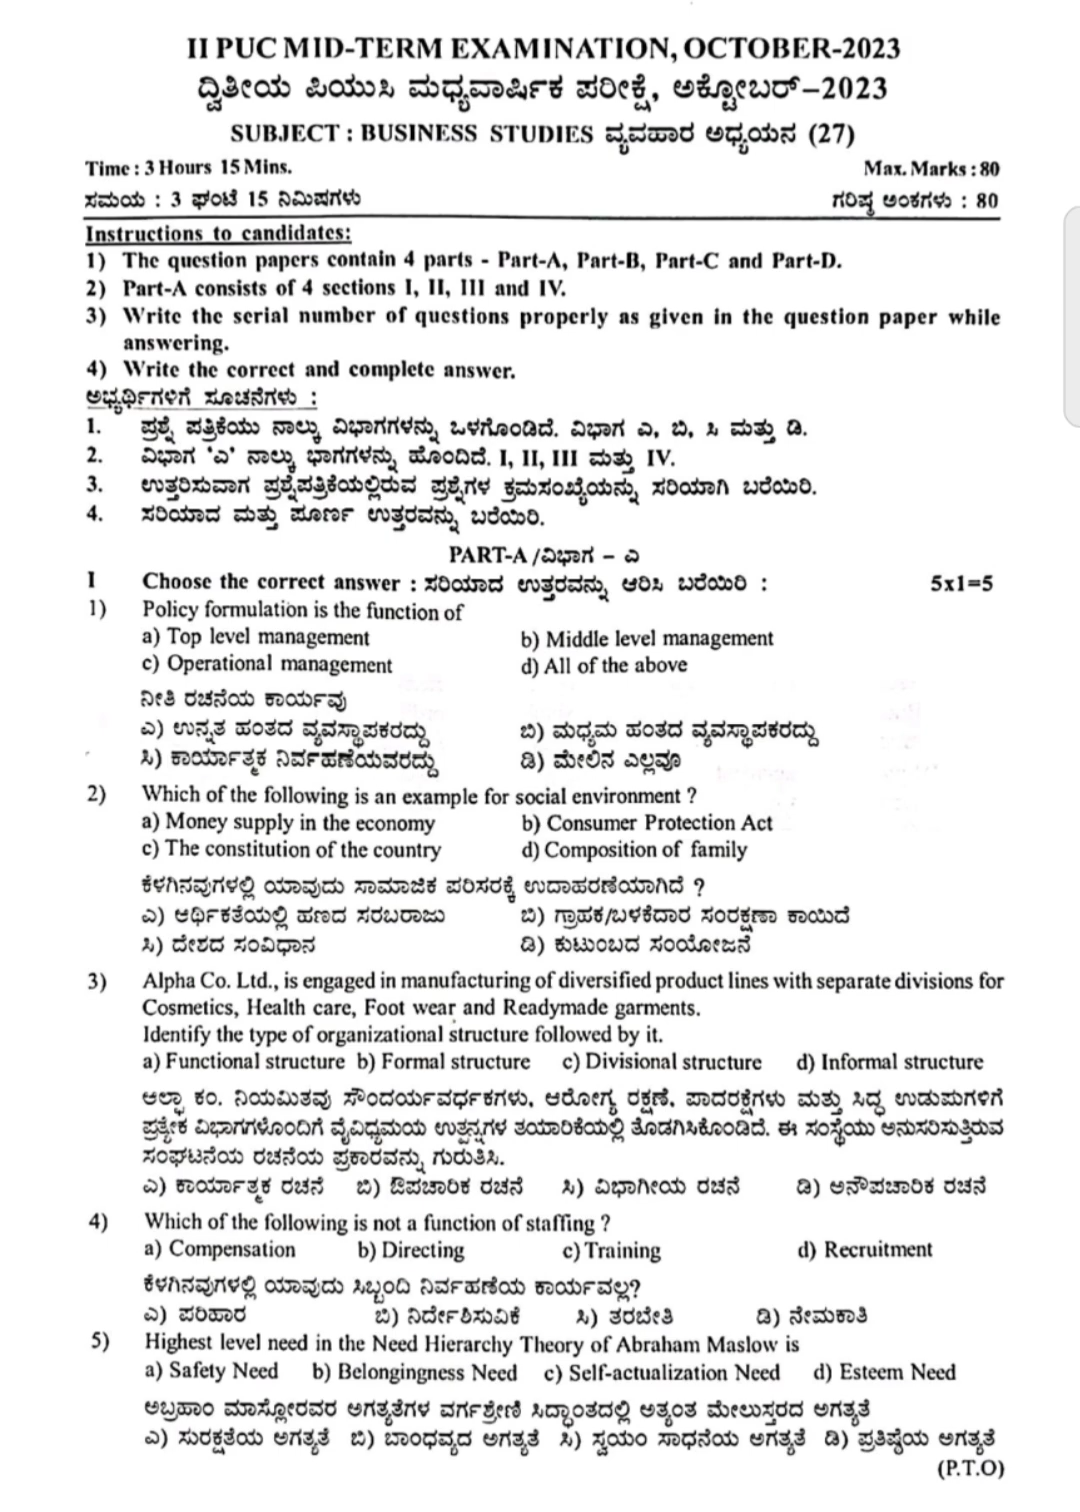 II PUC MID-TERM EXAMINATION, OCTOBER-2023
ದ್ವಿತೀಯ ಪಿಯುಸಿ ಮಧ್ಯವಾರ್ಷಿಕ ಪರೀಕ್ಷೆ, ಅಕ್ಟೋಬರ್–2023
SUBJECT : BUSINESS STUDIES ವ್ಯವಹಾರ ಅಧ್ಯಯನ (27)
Time : 3 Hours 15 Mins. Max. Marks : 80
ಸಮಯ : 3 ಘಂಟೆ 15 ನಿಮಿಷಗಳು ಗರಿಷ್ಠ ಅಂಕಗಳು : 80
Instructions to candidates:
1) The question papers contain 4 parts - Part-A, Part-B, Part-C and Part-D.
2) Part-A consists of 4 sections I, II, III and IV.
3) Write the serial number of questions properly as given in the question paper while
answering.
4) Write the correct and complete answer.
ಅಭ್ಯರ್ಥಿಗಳಿಗೆ ಸೂಚನೆಗಳು :
1. ಪ್ರಶ್ನೆ ಪತ್ರಿಕೆಯು ನಾಲ್ಕು ವಿಭಾಗಗಳನ್ನು ಒಳಗೊಂಡಿದೆ. ವಿಭಾಗ ಎ, ಬಿ, ಸಿ ಮತ್ತು ಡಿ.
2. ವಿಭಾಗ 'ಎ' ನಾಲ್ಕು ಭಾಗಗಳನ್ನು ಹೊಂದಿದೆ. I, II, III ಮತ್ತು IV.
3. ಉತ್ತರಿಸುವಾಗ ಪ್ರಶ್ನೆಪತ್ರಿಕೆಯಲ್ಲಿರುವ ಪ್ರಶ್ನೆಗಳ ಕ್ರಮಸಂಖ್ಯೆಯನ್ನು ಸರಿಯಾಗಿ ಬರೆಯಿರಿ.
4. ಸರಿಯಾದ ಮತ್ತು ಪೂರ್ಣ ಉತ್ತರವನ್ನು ಬರೆಯಿರಿ.
PART-A /ವಿಭಾಗ – ಎ
I Choose the correct answer : ಸರಿಯಾದ ಉತ್ತರವನ್ನು ಆರಿಸಿ ಬರೆಯಿರಿ : 5x1=5
1) Policy formulation is the function of
a) Top level management b) Middle level management
c) Operational management d) All of the above
ನೀತಿ ರಚನೆಯ ಕಾರ್ಯವು
ಎ) ಉನ್ನತ ಹಂತದ ವ್ಯವಸ್ಥಾಪಕರದ್ದು ಬಿ) ಮಧ್ಯಮ ಹಂತದ ವ್ಯವಸ್ಥಾಪಕರದ್ದು
ಸಿ) ಕಾರ್ಯಾತ್ಮಕ ನಿರ್ವಹಣೆಯವರದ್ದು ಡಿ) ಮೇಲಿನ ಎಲ್ಲವೂ
2) Which of the following is an example for social environment ?
a) Money supply in the economy b) Consumer Protection Act
c) The constitution of the country d) Composition of family
ಕೆಳಗಿನವುಗಳಲ್ಲಿ ಯಾವುದು ಸಾಮಾಜಿಕ ಪರಿಸರಕ್ಕೆ ಉದಾಹರಣೆಯಾಗಿದೆ ?
ಎ) ಆರ್ಥಿಕತೆಯಲ್ಲಿ ಹಣದ ಸರಬರಾಜು ಬಿ) ಗ್ರಾಹಕ/ಬಳಕೆದಾರ ಸಂರಕ್ಷಣಾ ಕಾಯಿದೆ
ಸಿ) ದೇಶದ ಸಂವಿಧಾನ ಡಿ) ಕುಟುಂಬದ ಸಂಯೋಜನೆ
3) Alpha Co. Ltd., is engaged in manufacturing of diversified product lines with separate divisions for
Cosmetics, Health care, Foot wear and Readymade garments.
Identify the type of organizational structure followed by it.
a) Functional structure b) Formal structure c) Divisional structure d) Informal structure
ಆಲ್ಫಾ ಕಂ. ನಿಯಮಿತವು ಸೌಂದರ್ಯವರ್ಧಕಗಳು, ಆರೋಗ್ಯ ರಕ್ಷಣೆ, ಪಾದರಕ್ಷೆಗಳು ಮತ್ತು ಸಿದ್ಧ ಉಡುಪುಗಳಿಗೆ
ಪ್ರತ್ಯೇಕ ವಿಭಾಗಗಳೊಂದಿಗೆ ವೈವಿಧ್ಯಮಯ ಉತ್ಪನ್ನಗಳ ತಯಾರಿಕೆಯಲ್ಲಿ ತೊಡಗಿಸಿಕೊಂಡಿದೆ. ಈ ಸಂಸ್ಥೆಯು ಅನುಸರಿಸುತ್ತಿರುವ
ಸಂಘಟನೆಯ ರಚನೆಯ ಪ್ರಕಾರವನ್ನು ಗುರುತಿಸಿ.
ಎ) ಕಾರ್ಯಾತ್ಮಕ ರಚನೆ ಬಿ) ಔಪಚಾರಿಕ ರಚನೆ ಸಿ) ವಿಭಾಗೀಯ ರಚನೆ ಡಿ) ಅನೌಪಚಾರಿಕ ರಚನೆ
4) Which of the following is not a function of staffing ?
a) Compensation b) Directing c) Training d) Recruitment
ಕೆಳಗಿನವುಗಳಲ್ಲಿ ಯಾವುದು ಸಿಬ್ಬಂದಿ ನಿರ್ವಹಣೆಯ ಕಾರ್ಯವಲ್ಲ?
ಎ) ಪರಿಹಾರ ಬಿ) ನಿರ್ದೇಶಿಸುವಿಕೆ ಸಿ) ತರಬೇತಿ ಡಿ) ನೇಮಕಾತಿ
5) Highest level need in the Need Hierarchy Theory of Abraham Maslow is
a) Safety Need b) Belongingness Need c) Self-actualization Need d) Esteem Need
ಅಬ್ರಹಾಂ ಮಾಸ್ಲೋರವರ ಅಗತ್ಯತೆಗಳ ವರ್ಗಶ್ರೇಣಿ ಸಿದ್ಧಾಂತದಲ್ಲಿ ಅತ್ಯಂತ ಮೇಲುಸ್ತರದ ಅಗತ್ಯತೆ
ಎ) ಸುರಕ್ಷತೆಯ ಅಗತ್ಯತೆ ಬಿ) ಬಾಂಧವ್ಯದ ಅಗತ್ಯತೆ ಸಿ) ಸ್ವಯಂ ಸಾಧನೆಯ ಅಗತ್ಯತೆ ಡಿ) ಪ್ರತಿಷ್ಠೆಯ ಅಗತ್ಯತೆ
(P.T.O)